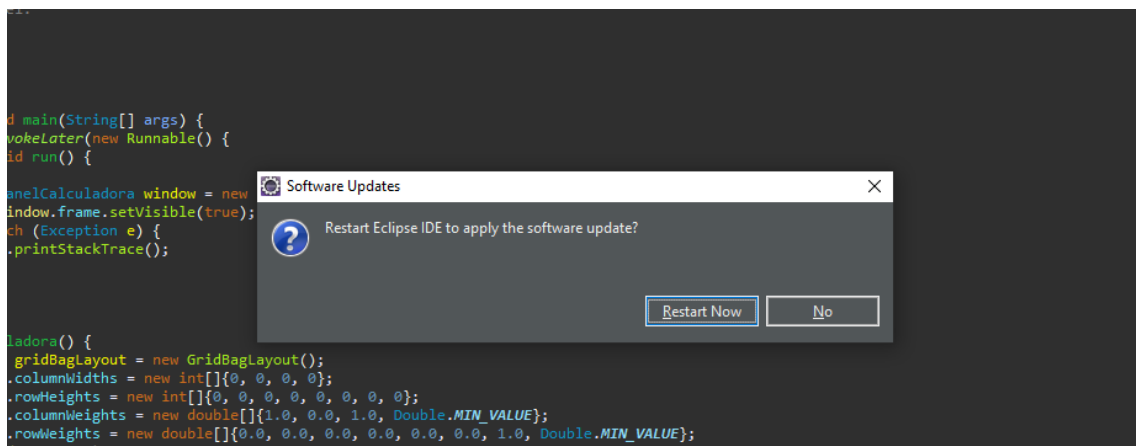 d main(String[] args) {
vokeLater(new Runnable() {
id run() {
anelCalculadora window = new
indow.frame.setVisible(true);
ch (Exception e) {
.printStackTrace();
Software Updates
Restart Eclipse IDE to apply the software update?
Restart Now
No
ladora() {
gridBagLayout = new GridBagLayout();
.columnWidths = new int[]{0, 0, 0, 0};
.rowHeights = new int[]{0, 0, 0, 0, 0, 0, 0, 0};
.columnWeights = new double[]{1.0, 0.0, 1.0, Double.MIN_VALUE};
.rowWeights = new double[]{0.0, 0.0, 0.0, 0.0, 0.0, 0.0, 1.0, Double.MIN_VALUE};